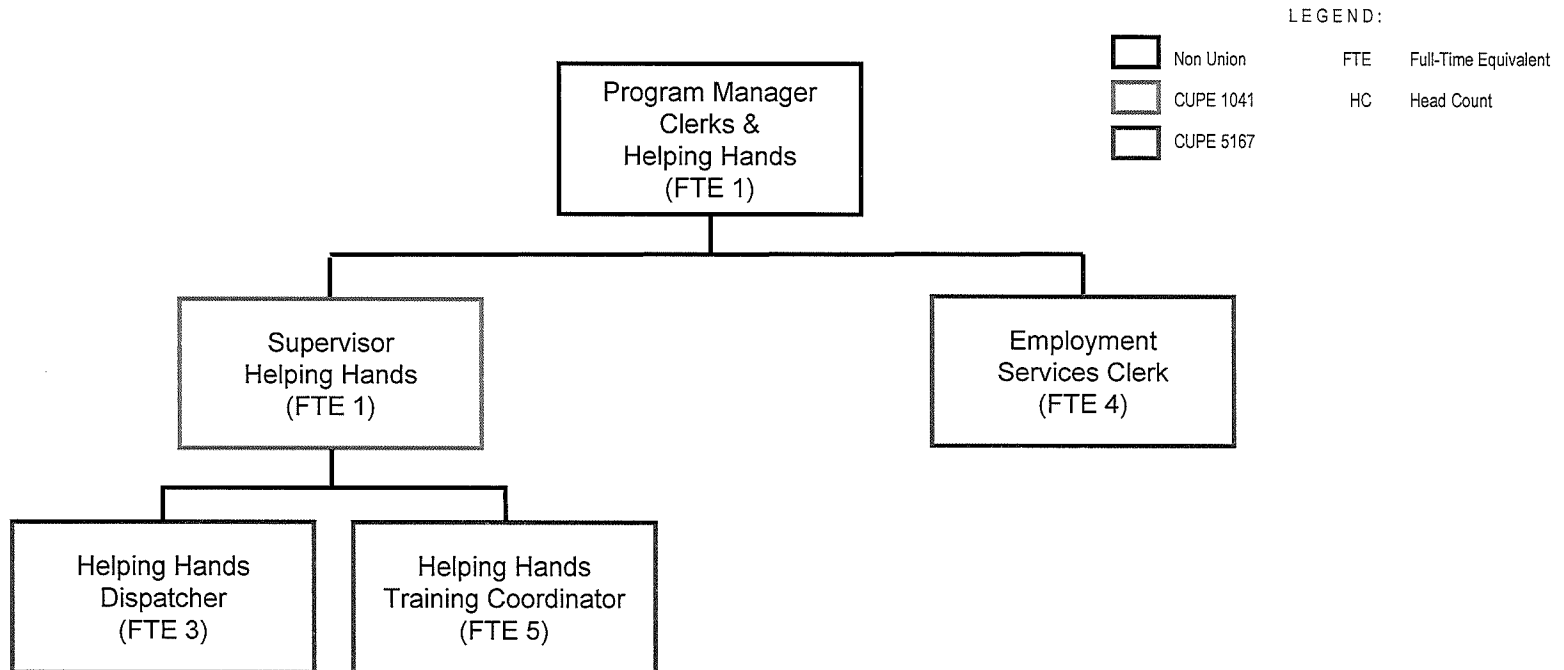 LEGEND:
Non Union FTE Full-Time Equivalent
CUPE 1041 HC Head Count
CUPE 5167
Program Manager
Clerks &
Helping Hands
(FTE 1)
Supervisor
Helping Hands
(FTE 1)
Employment
Services Clerk
(FTE 4)
Helping Hands
Dispatcher
(FTE 3)
Helping Hands
Training Coordinator
(FTE 5)